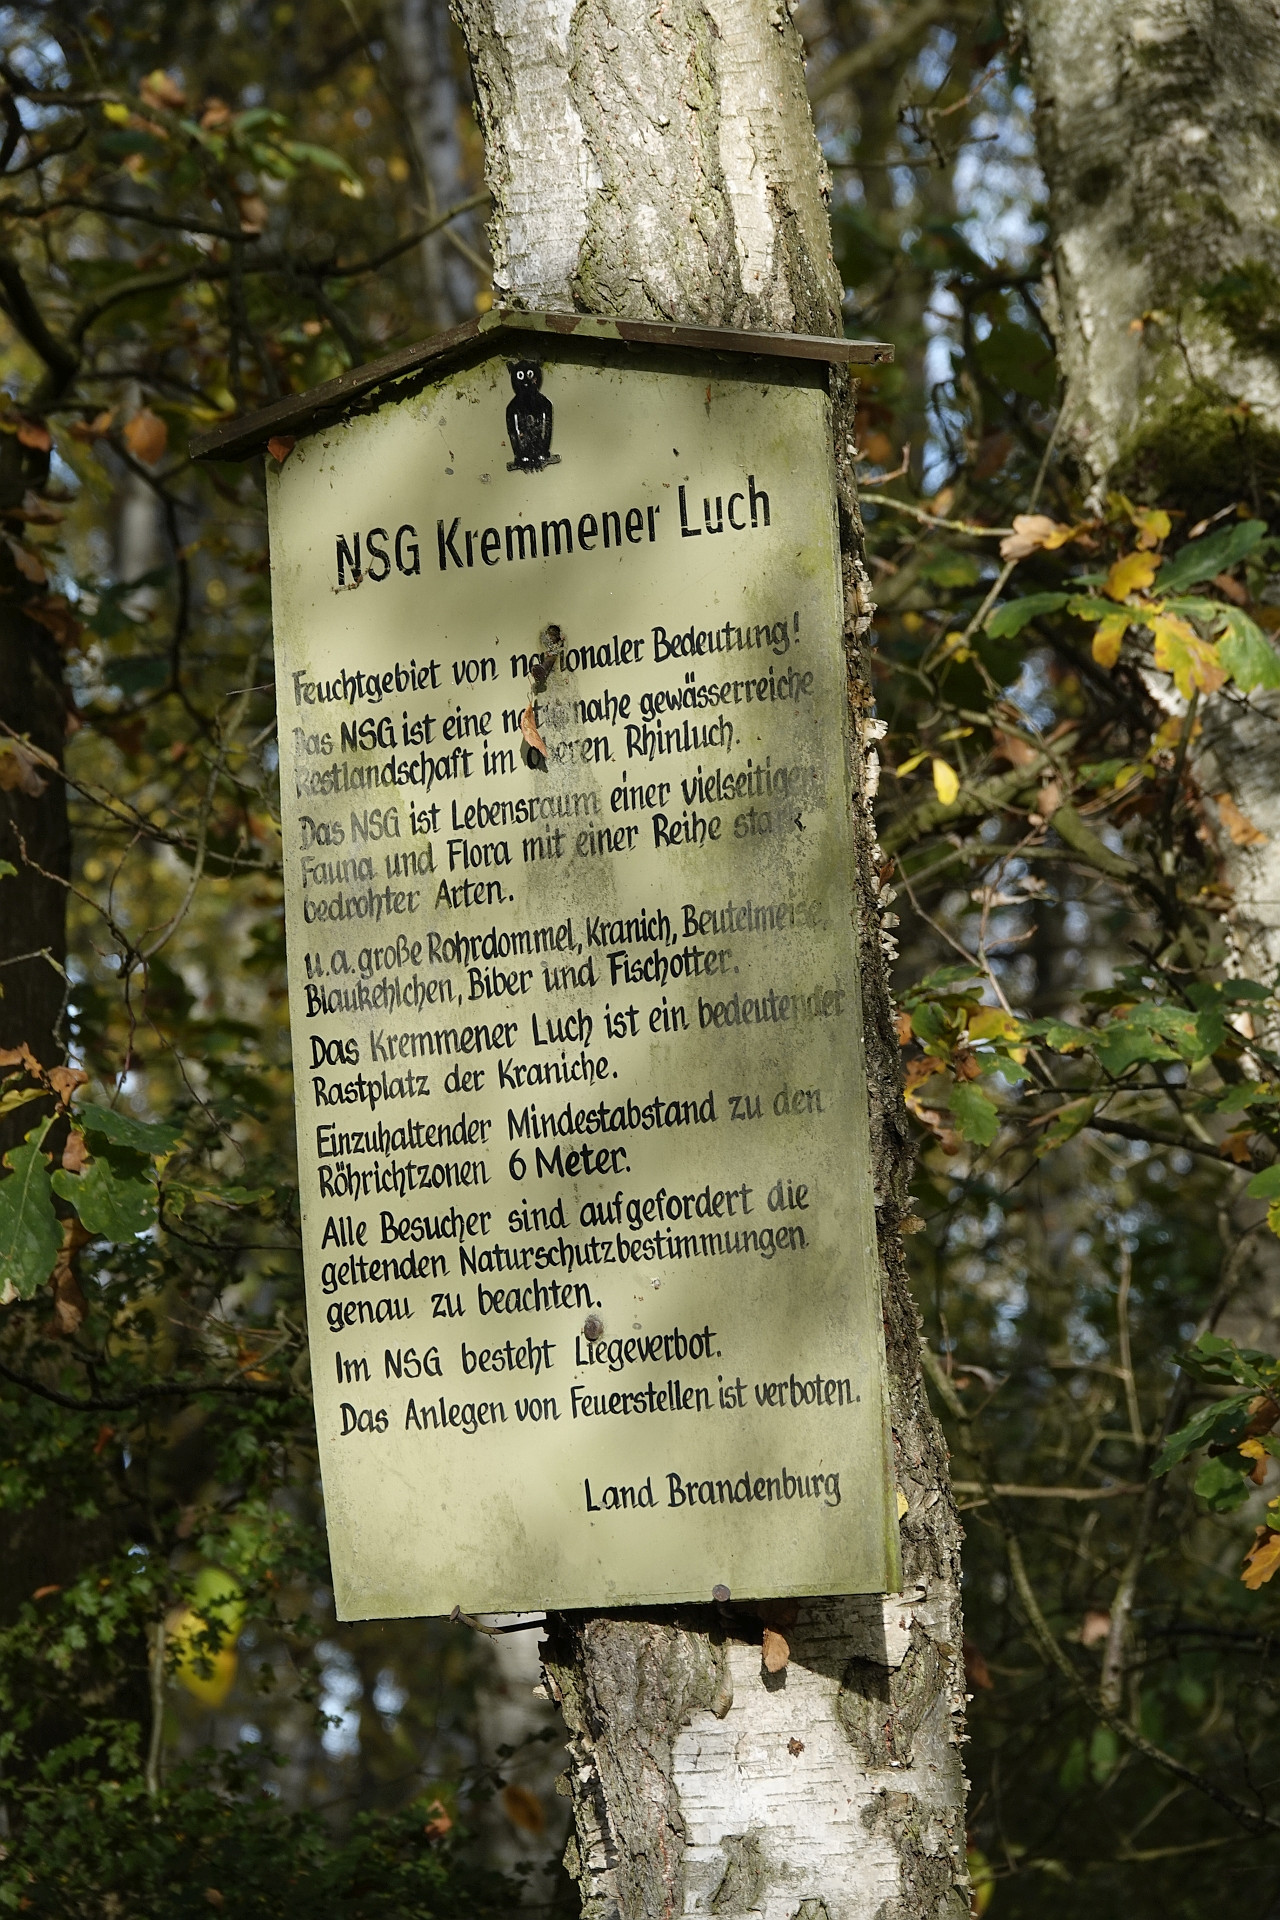 NSG Kremmener Luch
Feuchtgebiet von nationaler Bedeutung!
Das NSG ist eine naturnahe gewässerreiche
Restlandschaft im oberen Rhinluch.
Das NSG ist Lebensraum einer vielseitigen
Fauna und Flora mit einer Reihe stark
bedrohter Arten.
u.a. große Rohrdommel, Kranich, Beutelmeise,
Blaukehlchen, Biber und Fischotter.
Das Kremmener Luch ist ein bedeutender
Rastplatz der Kraniche.
Einzuhaltender Mindestabstand zu den
Röhrichtzonen 6 Meter.
Alle Besucher sind aufgefordert die
geltenden Naturschutzbestimmungen
genau zu beachten.
Im NSG besteht Liegeverbot.
Das Anlegen von Feuerstellen ist verboten.
Land Brandenburg